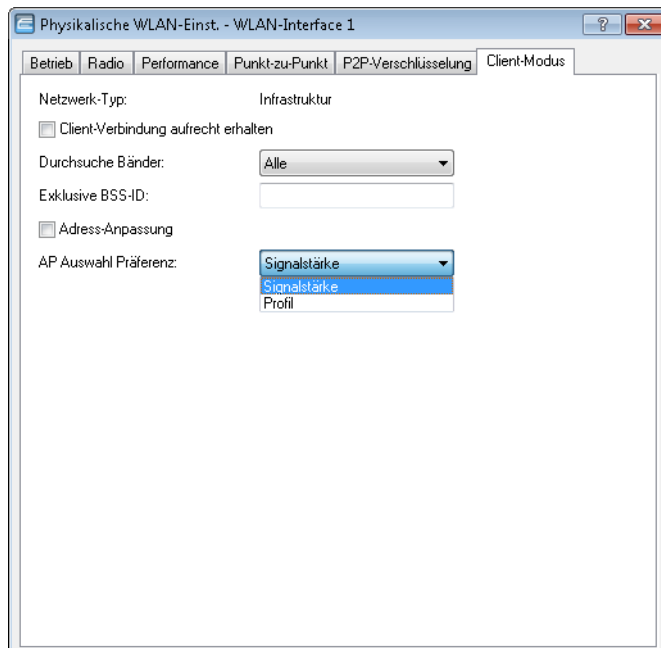 Physikalische WLAN-Einst. - WLAN-Interface 1
Betrieb Radio Performance Punkt-zu-Punkt P2P-Verschlüsselung Client-Modus
Netzwerk-Typ: Infrastruktur
Client-Verbindung aufrecht erhalten
Durchsuche Bänder: Alle
Exklusive BSS-ID:
Adress-Anpassung
AP Auswahl Präferenz: Signalstärke
Signalstärke
Profil